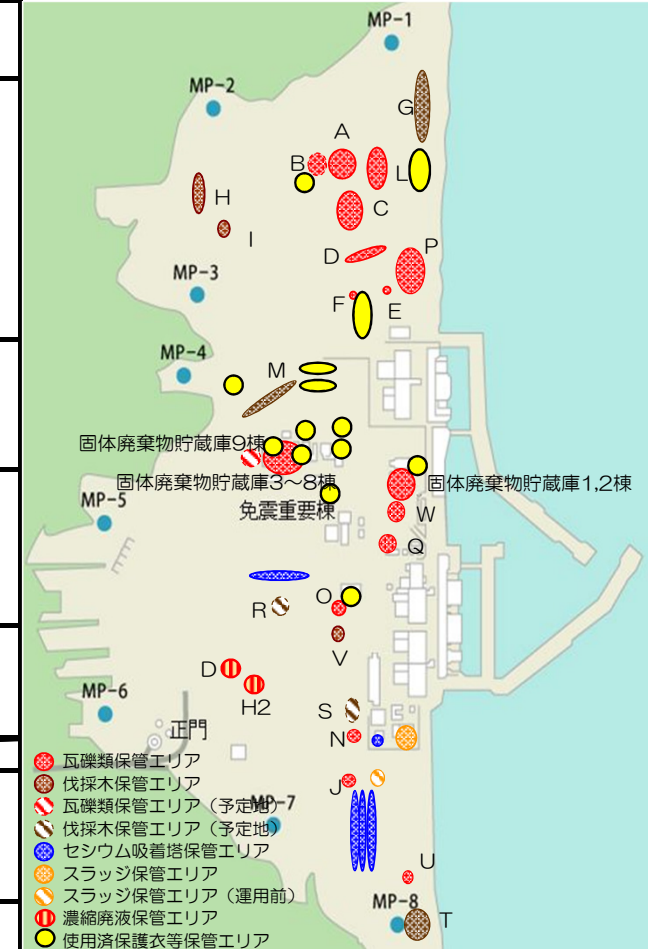 MP-1
MP-2
G
A
B
L
H
C
I
D
P
MP-3
F
E
MP-4
M
固体廃棄物貯蔵庫9棟
固体廃棄物貯蔵庫3～8棟
固体廃棄物貯蔵庫1,2棟
MP-5
免震重要棟
W
Q
O
R
V
D
H2
MP-6
S
正門
N
瓦礫類保管エリア
伐採木保管エリア
J
瓦礫類保管エリア（予定地）
MP-7
伐採木保管エリア（予定地）
セシウム吸着塔保管エリア
スラッジ保管エリア
U
スラッジ保管エリア（運用前）
MP-8
濃縮廃液保管エリア
T
使用済保護衣等保管エリア